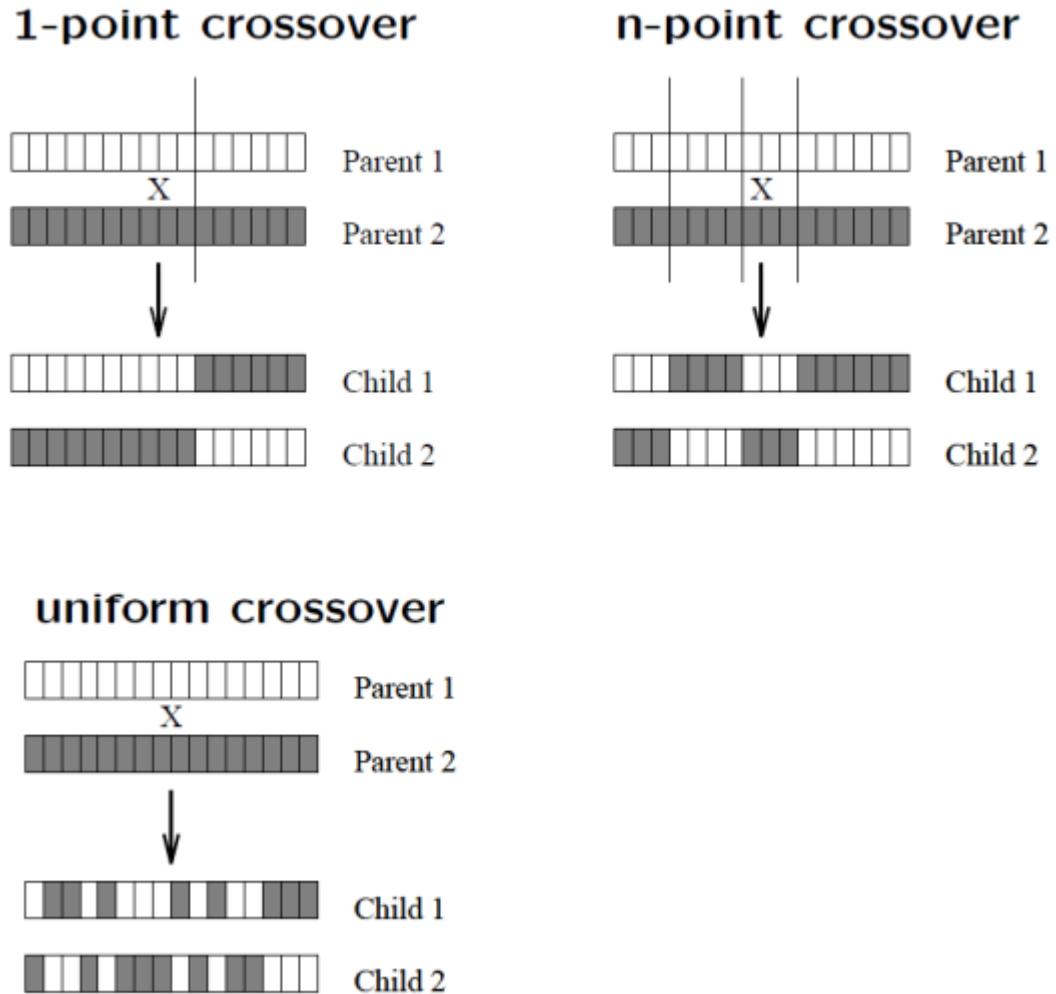 1-point crossover
Parent 1
X
Parent 2
Child 1
Child 2
n-point crossover
Parent 1
X
Parent 2
Child 1
Child 2
uniform crossover
Parent 1
X
Parent 2
Child 1
Child 2